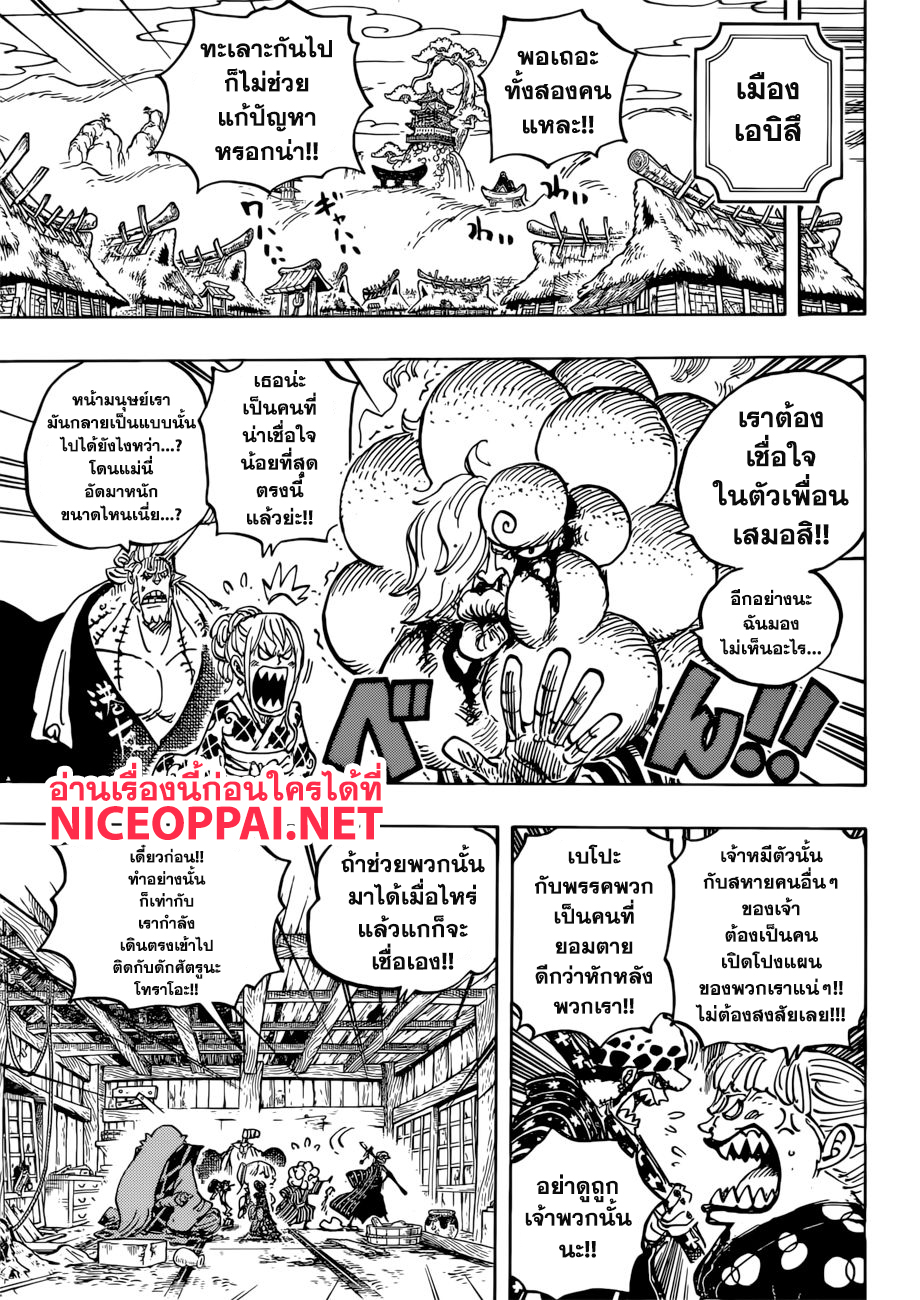 เมือง
เอบิสึ
พอเถอะ
ทั้งสองคน
แหละ!!
ทะเลาะกันไป
ก็ไม่ช่วย
แก้ปัญหา
หรอกน่า!!
ワーワー
ギャーギャー
わいわい
เราต้อง
เชื่อใจ
ในตัวเพื่อน
เสมอสิ!!
อีกอย่างนะ
ฉันมอง
ไม่เห็นอะไร...
เธอน่ะ
เป็นคนที่
น่าเชื่อใจ
น้อยที่สุด
ตรงนี้
แล้วย่ะ!!
ทน้ามนุษย์เรา
มันกลายเป็นแบบนั้น
ไปได้ยังไงทว่า...?
โดนแม่นี่
อัดมาหนัก
ขนาดไหนเนี่ย...?
べん!!
อ่านเรื่องนี้ก่อนใครได้ที่
NICEOPPAI.NET
เจ้าหมีตัวนั้น
กับสหายคนอื่นๆ
ของเจ้า
ต้องเป็นคน
เปิดโปงแผน
ของพวกเราแน่ๆ!!
ไม่ต้องสงสัยเลย!!!
เบโปะ
กับพรรคพวก
เป็นคนที่
ยอมตาย
ดีกว่าหักหลัง
พวกเรา!!
อย่าดูถูก
เจ้าพวกนั้น
นะ!!
ถ้าช่วยพวกนั้น
มาได้เมื่อไหร่
แล้วแกก็จะ
เชื่อเอง!!
เดี๋ยวก่อน!!
ทำอย่างนั้น
ก็เท่ากับ
เรากำลัง
เดินตรงเข้าไป
ติดกับดักศัตรูนะ
โทราโอะ!!